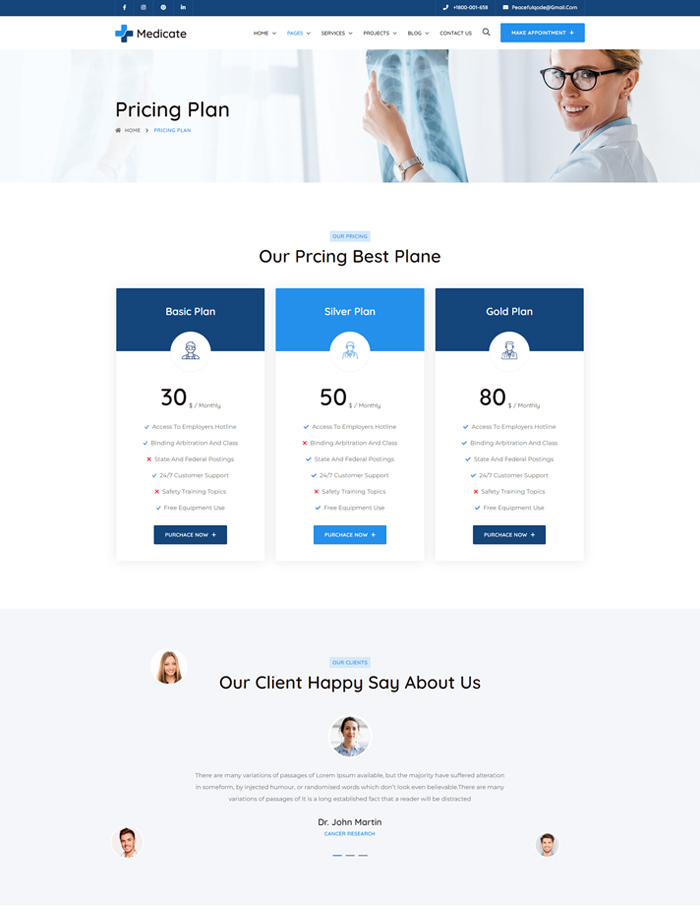 +1800-001-658
Peacefulqode@Gmail.Com
Medicate
HOME
PAGES
SERVICES
PROJECTS
BLOG
CONTACT US
MAKE APPOINTMENT +
Pricing Plan
HOME > PRICING PLAN
OUR PRICING
Our Prcing Best Plane
Basic Plan
30 $ / Monthly
Access To Employers Hotline
Binding Arbitration And Class
State And Federal Postings
24/7 Customer Support
Safety Training Topics
Free Equipment Use
PURCHACE NOW +
Silver Plan
50 $ / Monthly
Access To Employers Hotline
Binding Arbitration And Class
State And Federal Postings
24/7 Customer Support
Safety Training Topics
Free Equipment Use
PURCHACE NOW +
Gold Plan
80 $ / Monthly
Access To Employers Hotline
Binding Arbitration And Class
State And Federal Postings
24/7 Customer Support
Safety Training Topics
Free Equipment Use
PURCHACE NOW +
OUR CLIENTS
Our Client Happy Say About Us
There are many variations of passages of Lorem Ipsum available, but the majority have suffered alteration
in someform, by injected humour, or randomised words which don't look even believable.There are many
variations of passages of It is a long established fact that a reader will be distracted
Dr. John Martin
CANCER RESEARCH